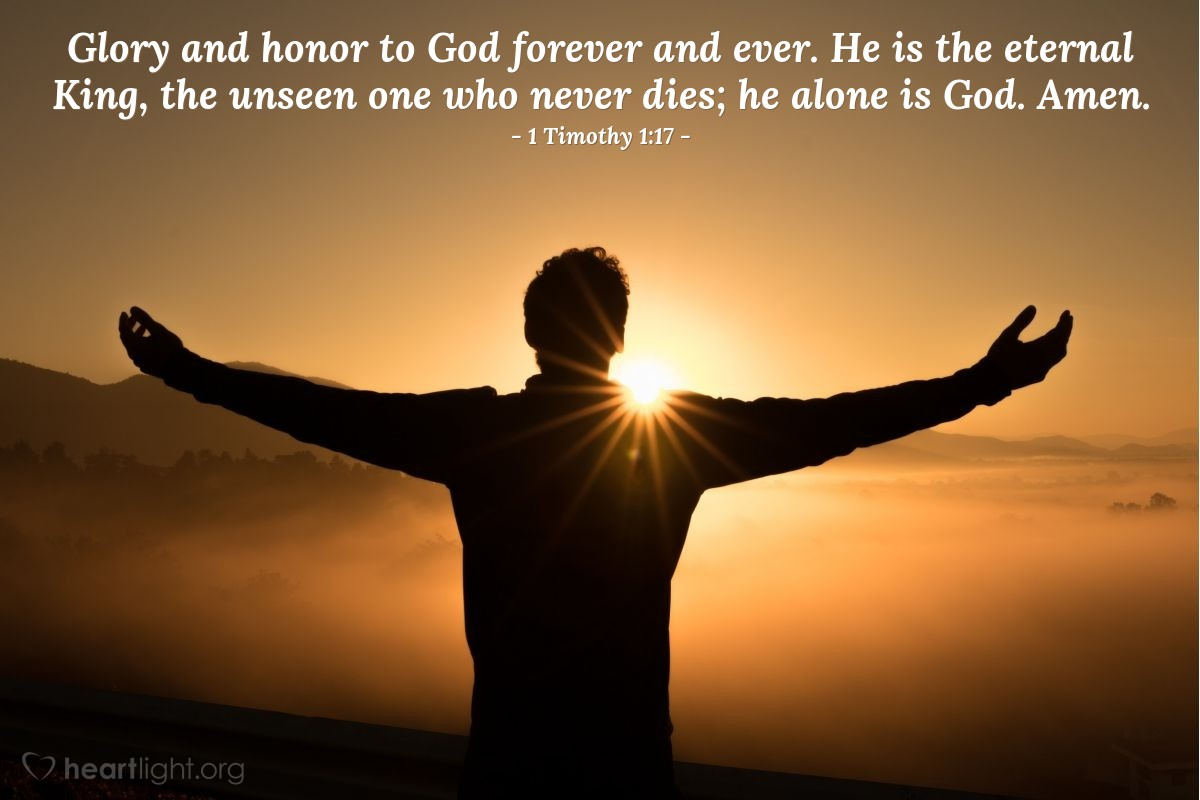 Glory and honor to God forever and ever. He is the eternal
King, the unseen one who never dies; he alone is God. Amen.
- 1 Timothy 1:17 -
heartlight.org